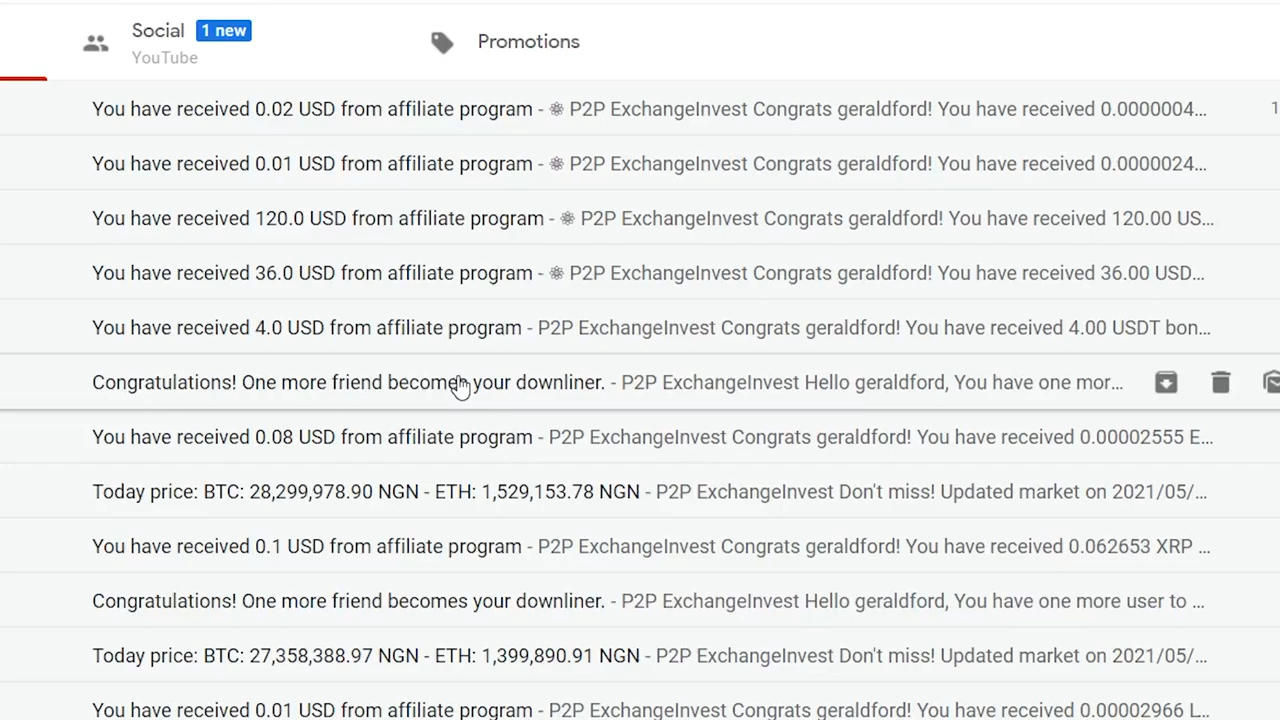 Social 1 new
YouTube
Promotions
You have received 0.02 USD from affiliate program - ⚛ P2P ExchangeInvest Congrats geraldford! You have received 0.0000004... 1
You have received 0.01 USD from affiliate program - ⚛ P2P ExchangeInvest Congrats geraldford! You have received 0.0000024...
You have received 120.0 USD from affiliate program - ⚛ P2P ExchangeInvest Congrats geraldford! You have received 120.00 US...
You have received 36.0 USD from affiliate program - ⚛ P2P ExchangeInvest Congrats geraldford! You have received 36.00 USD...
You have received 4.0 USD from affiliate program - P2P ExchangeInvest Congrats geraldford! You have received 4.00 USDT bon...
Congratulations! One more friend becomes your downliner. - P2P ExchangeInvest Hello geraldford, You have one mor...
You have received 0.08 USD from affiliate program - P2P ExchangeInvest Congrats geraldford! You have received 0.00002555 E...
Today price: BTC: 28,299,978.90 NGN - ETH: 1,529,153.78 NGN - P2P ExchangeInvest Don't miss! Updated market on 2021/05/...
You have received 0.1 USD from affiliate program - P2P ExchangeInvest Congrats geraldford! You have received 0.062653 XRP ...
Congratulations! One more friend becomes your downliner. - P2P ExchangeInvest Hello geraldford, You have one more user to ...
Today price: BTC: 27,358,388.97 NGN - ETH: 1,399,890.91 NGN - P2P ExchangeInvest Don't miss! Updated market on 2021/05/...
You have received 0.01 USD from affiliate program - P2P ExchangeInvest Congrats geraldford! You have received 0.00002966 L...